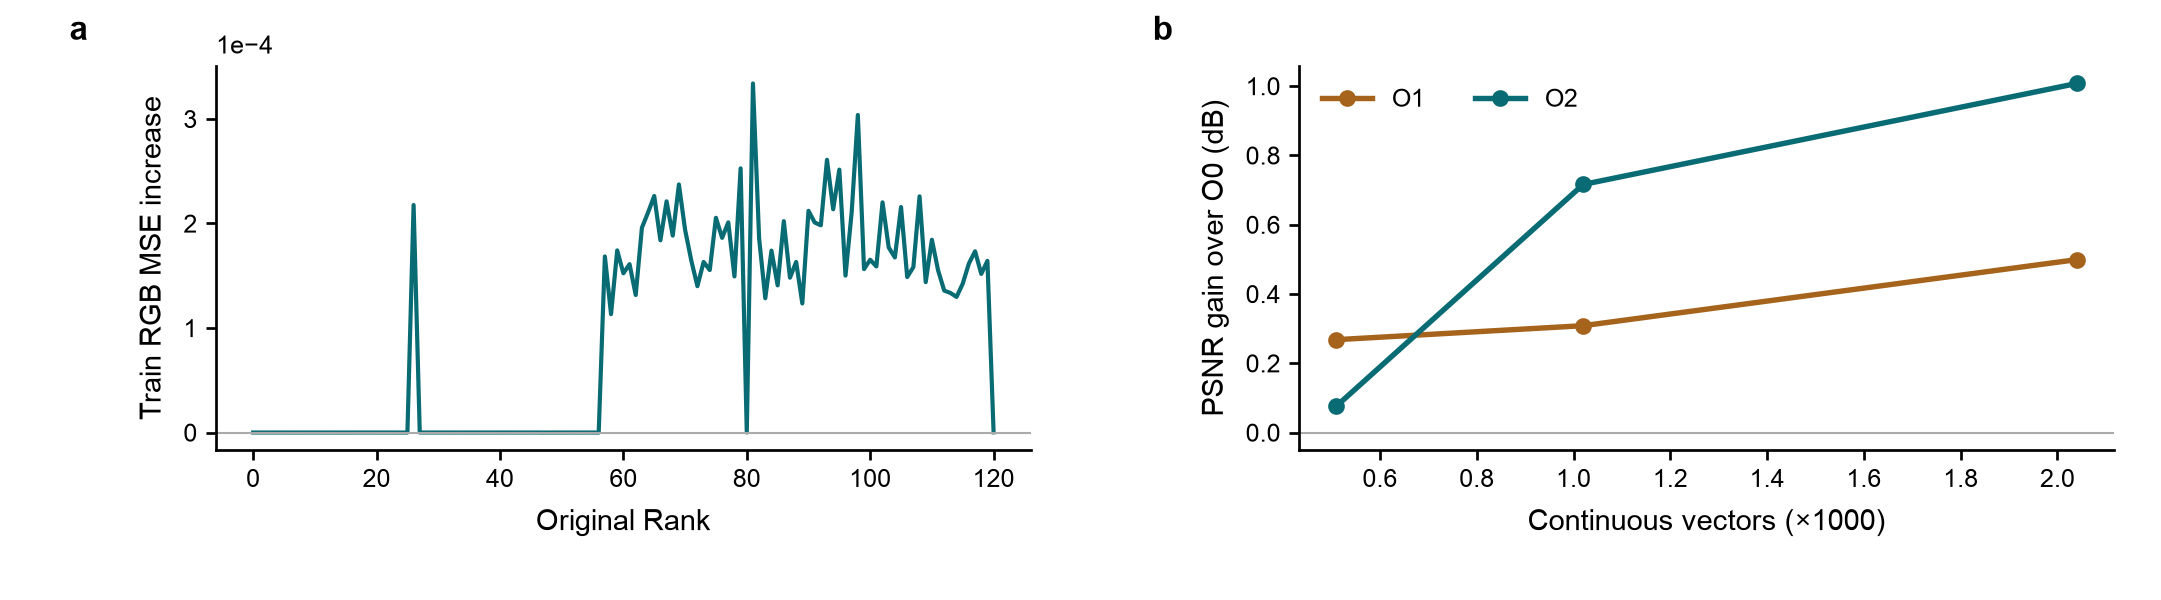 a
1e−4
Train RGB MSE increase
3
2
1
0
0 20 40 60 80 100 120
Original Rank
b
O1 O2
PSNR gain over O0 (dB)
1.0
0.8
0.6
0.4
0.2
0.0
0.6 0.8 1.0 1.2 1.4 1.6 1.8 2.0
Continuous vectors (×1000)